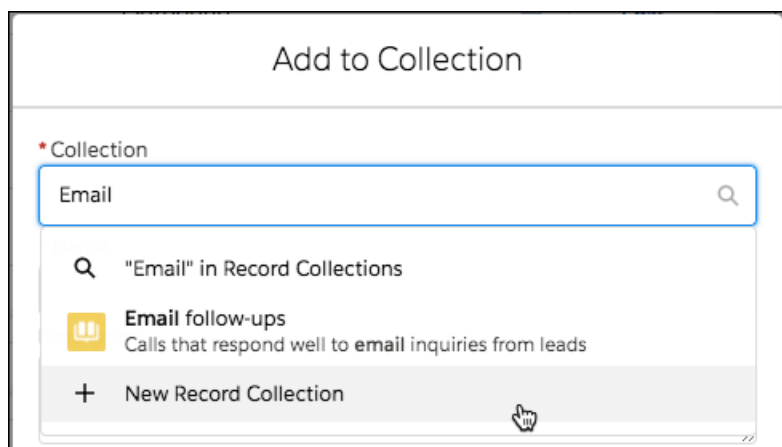 Add to Collection
* Collection
Email
"Email" in Record Collections
Email follow-ups
Calls that respond well to email inquiries from leads
New Record Collection